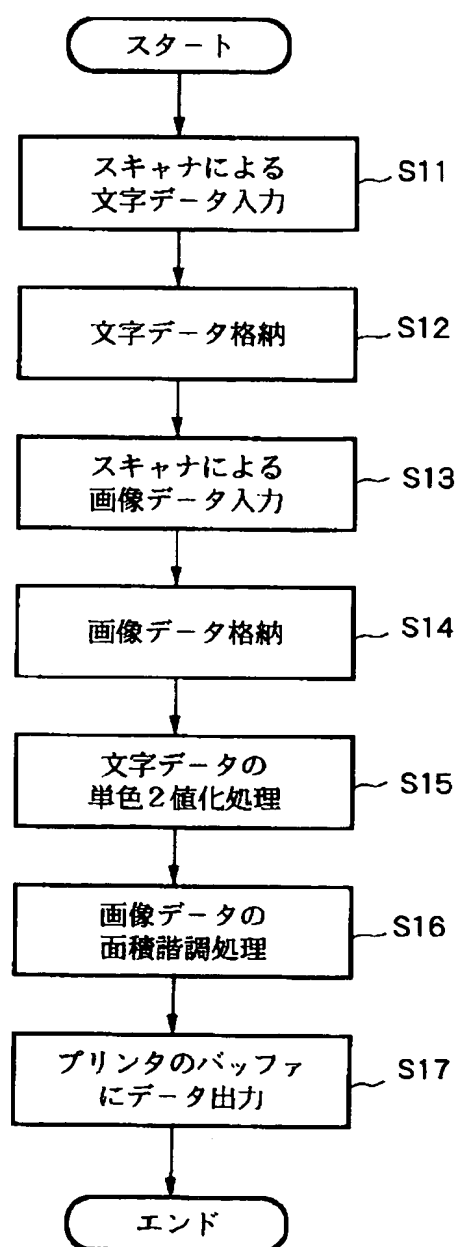 スタート
スキャナによる
文字データ入力
S11
文字データ格納
S12
スキャナによる
画像データ入力
S13
画像データ格納
S14
文字データの
単色2値化処理
S15
画像データの
面積諧調処理
S16
プリンタのバッファ
にデータ出力
S17
エンド